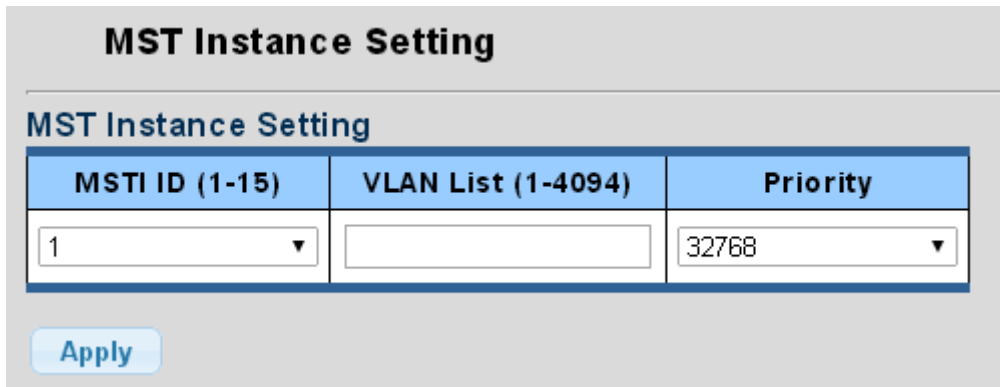 MST Instance Setting
MST Instance Setting
MSTI ID (1-15) VLAN List (1-4094) Priority
1 32768
Apply